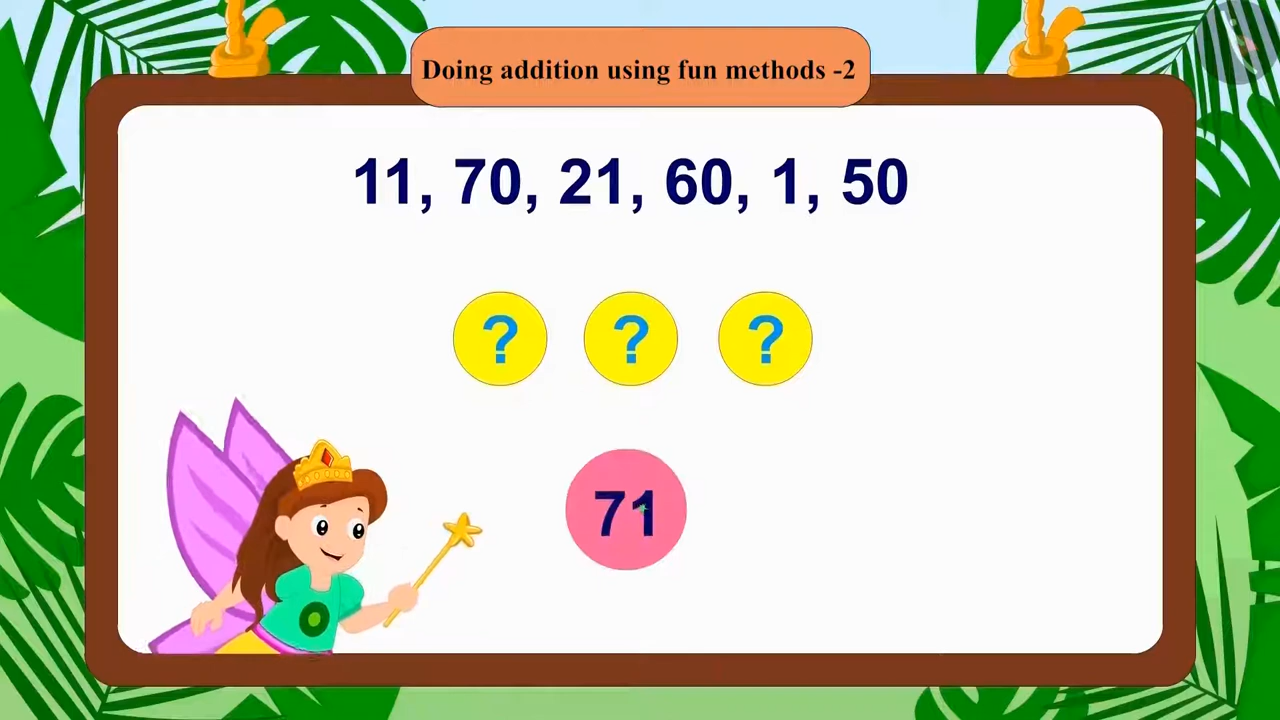 Doing addition using fun methods -2
11, 70, 21, 60, 1, 50
? ? ?
71